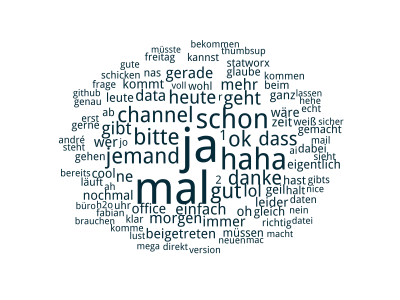 bekommen
müsste thumbsup
freitag kannst
gute statworx
schicken nas gerade glaube
frage kommt voll wohl mehr kommen
github data heute r geht beim
genau leute ganz lassen
ab channel schon hehe
erst wäre echt
gerne gibt bitte 1 zeit weiß sicher
andré wer jo ja ok dass gemacht
steht mail
gehen jemand haha ai dabei
sieht
bereits cool ne danke eigentlich
läuft mal 2 gut hast gibts
ah lol geil halt nice
nochmal leider daten
büro h2o uhr office einfach oh gleich
fabian klar morgen immer nein
brauchen richtig datei
komme beigetreten müssen macht
lust neuen mac
mega direkt version